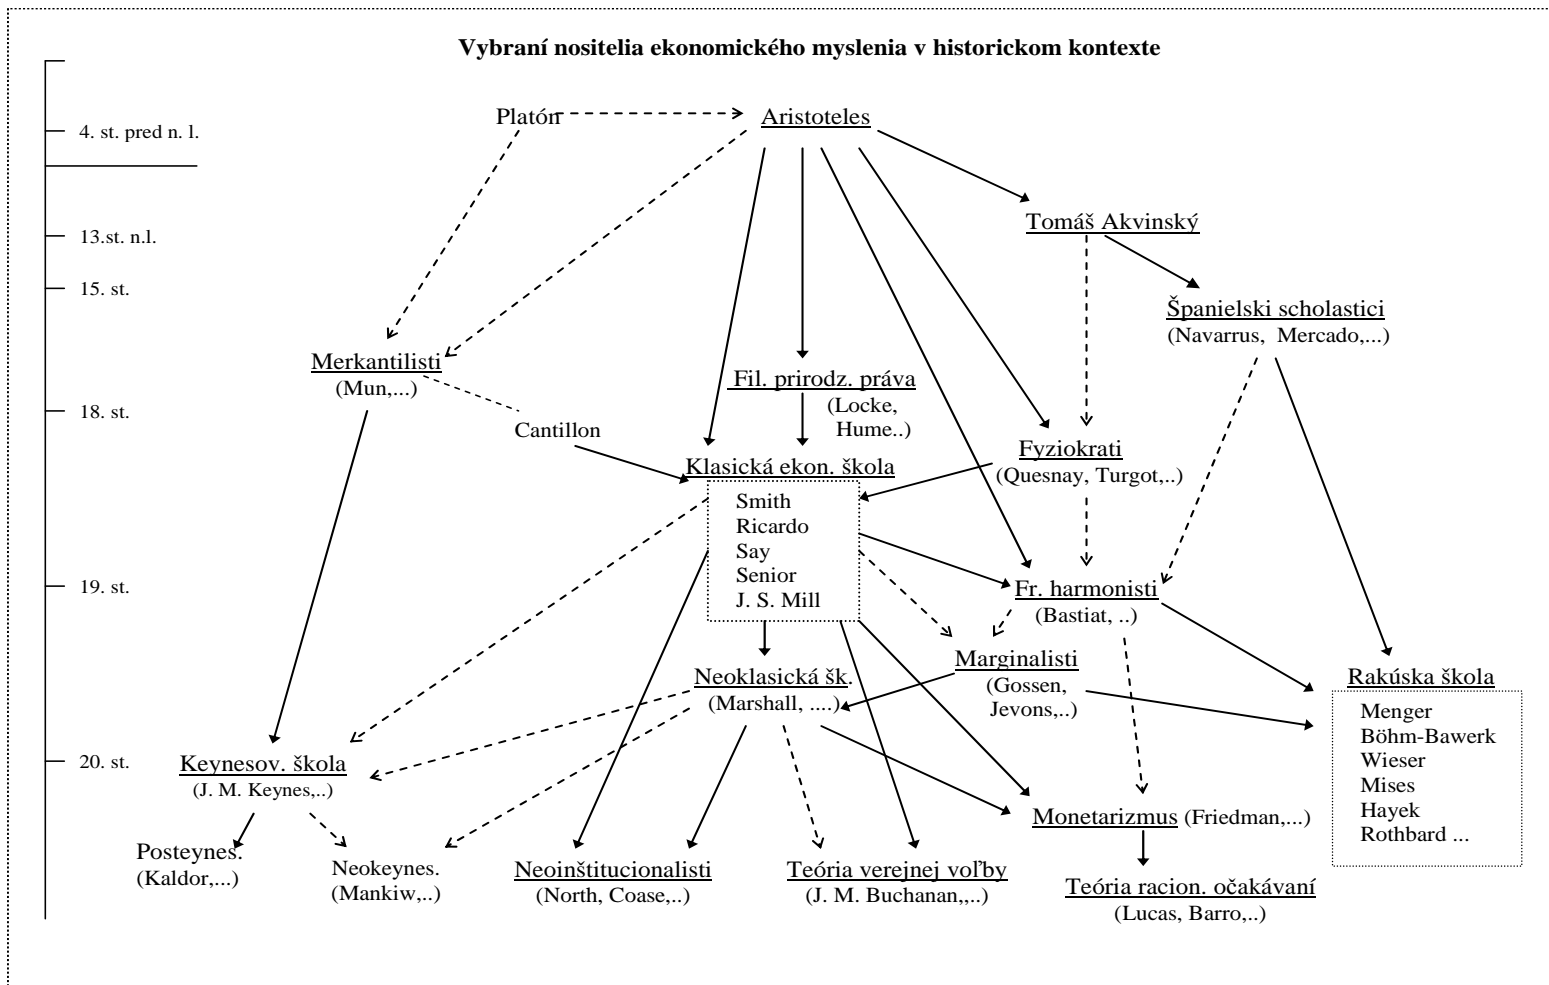 Vybraní nositelia ekonomického myslenia v historickom kontexte
Platón
Aristoteles
4. st. pred n. l.
Tomáš Akvinský
13.st. n.l.
15. st.
Španielski scholastici
(Navarrus, Mercado,...)
Merkantilisti
(Mun,...)
Fil. prirodz. práva
(Locke,
Hume..)
18. st.
Cantillon
Fyziokrati
(Quesnay, Turgot,..)
Klasická ekon. škola
Smith
Ricardo
Say
Senior
J. S. Mill
19. st.
Fr. harmonisti
(Bastiat, ..)
Marginalisti
(Gossen,
Jevons,..)
Neoklasická šk.
(Marshall, ....)
Rakúska škola
Menger
Böhm-Bawerk
Wieser
Mises
Hayek
Rothbard ...
20. st.
Keynesov. škola
(J. M. Keynes,..)
Monetarizmus (Friedman,...)
Posteynes.
(Kaldor,...)
Neokeynes.
(Mankiw,..)
Neoinštitucionalisti
(North, Coase,..)
Teória verejnej voľby
(J. M. Buchanan,,..)
Teória racion. očakávaní
(Lucas, Barro,..)